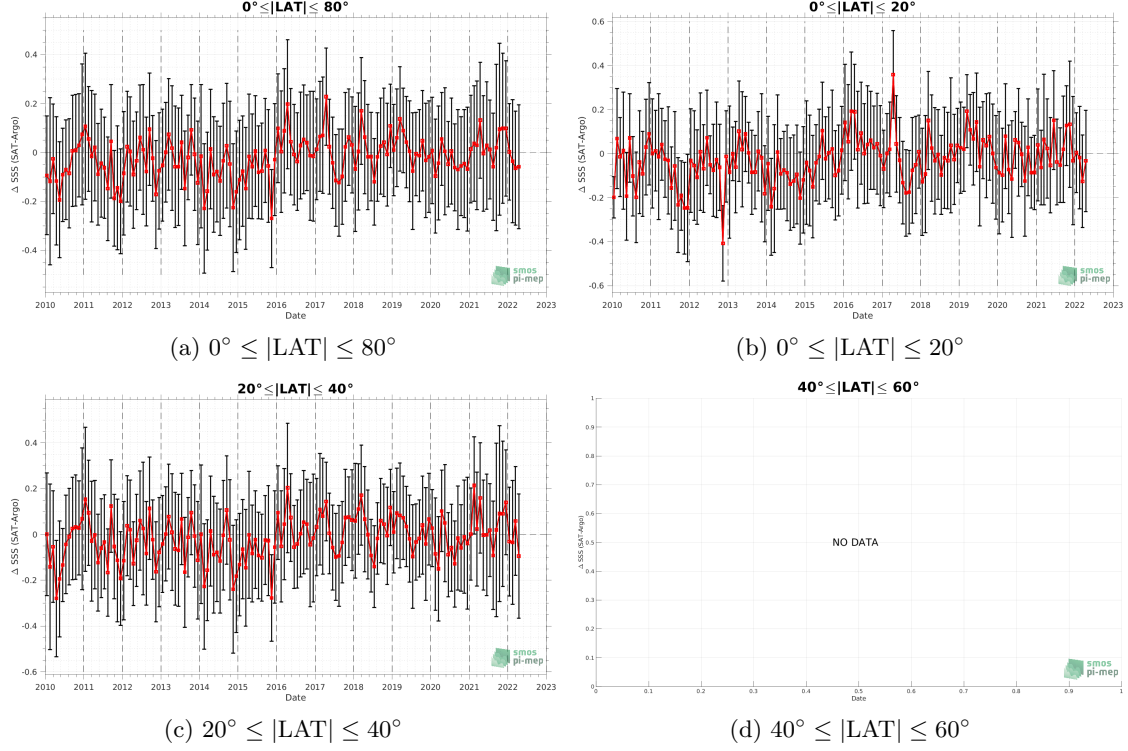 0°≤|LAT|≤ 80°
Δ SSS (SAT-Argo)
0.4
0.2
0
-0.2
-0.4
smos
pi-mep
2010 2011 2012 2013 2014 2015 2016 2017 2018 2019 2020 2021 2022 2023
Date
(a) 0° ≤ |LAT| ≤ 80°
0°≤|LAT|≤ 20°
Δ SSS (SAT-Argo)
0.6
0.4
0.2
0
-0.2
-0.4
-0.6
smos
pi-mep
2010 2011 2012 2013 2014 2015 2016 2017 2018 2019 2020 2021 2022 2023
Date
(b) 0° ≤ |LAT| ≤ 20°
20°≤|LAT|≤ 40°
Δ SSS (SAT-Argo)
0.4
0.2
0
-0.2
-0.4
-0.6
smos
pi-mep
2010 2011 2012 2013 2014 2015 2016 2017 2018 2019 2020 2021 2022 2023
Date
(c) 20° ≤ |LAT| ≤ 40°
40°≤|LAT|≤ 60°
Δ SSS (SAT-Argo)
1
0.9
0.8
0.7
0.6
0.5
0.4
0.3
0.2
0.1
0
NO DATA
smos
pi-mep
0 0.1 0.2 0.3 0.4 0.5 0.6 0.7 0.8 0.9 1
Date
(d) 40° ≤ |LAT| ≤ 60°